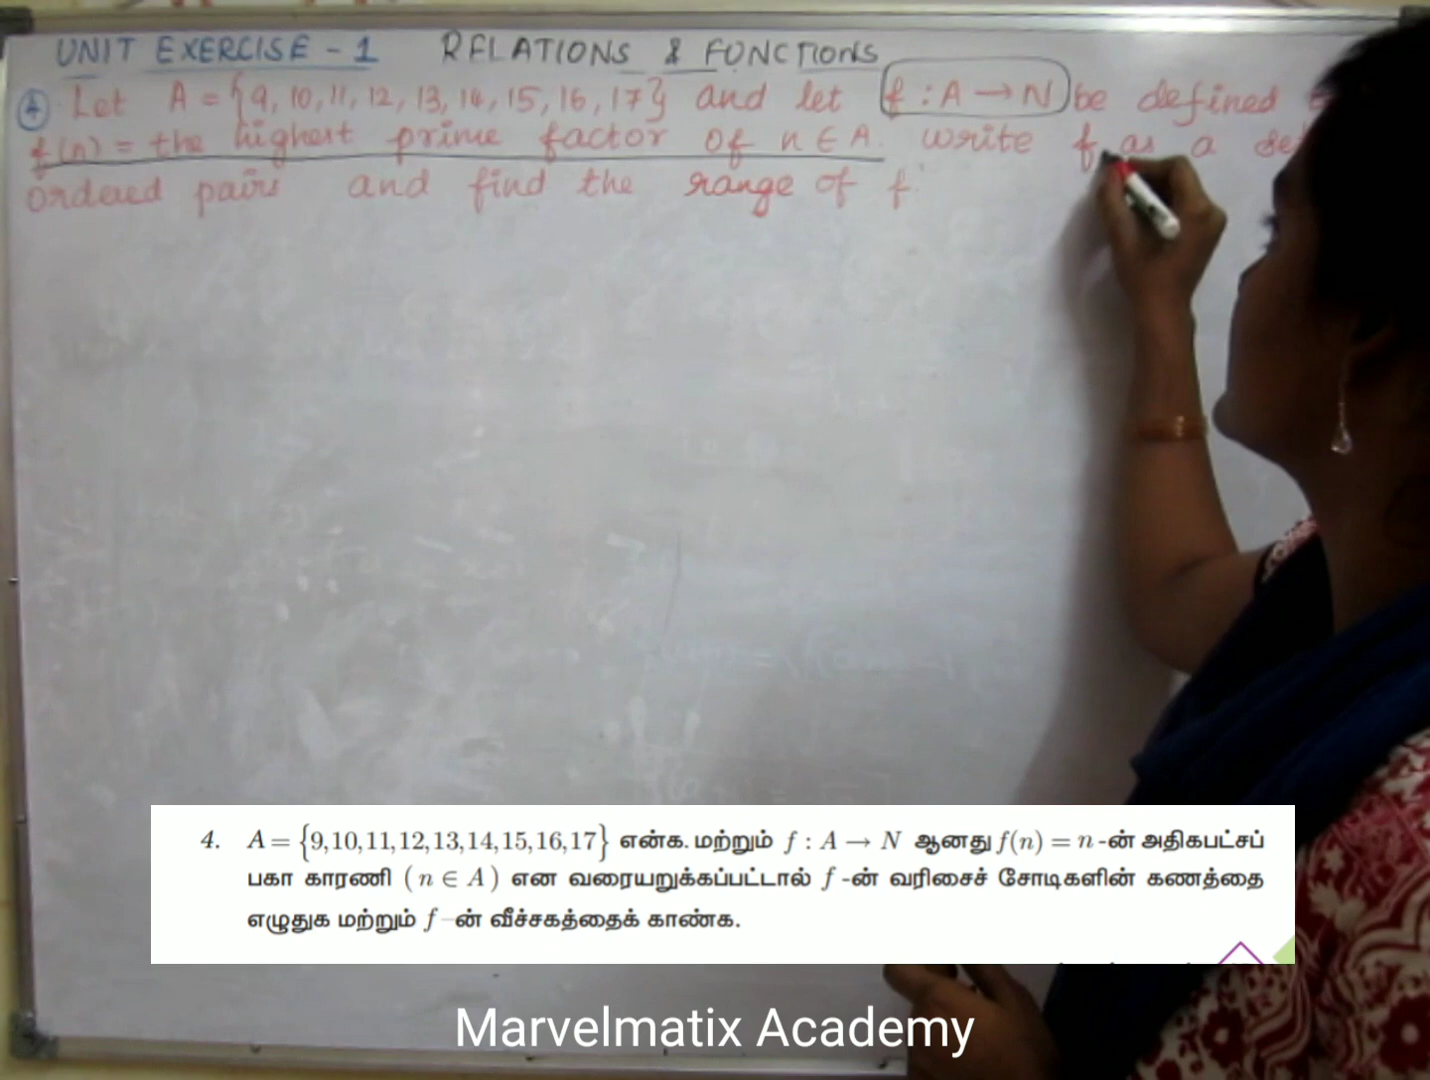 UNIT EXERCISE - 1 RELATIONS & FUNCTIONS
4 Let A = {9, 10, 11, 12, 13, 14, 15, 16, 17} and let f : A → N be defined
f(n) = the highest prime factor of n ∈ A. write f as a set
ordered pairs and find the range of f.
4. A = {9,10,11,12,13,14,15,16,17} என்க. மற்றும் f : A → N ஆனது f(n) = n -ன் அதிகபட்சப்
பகா காரணி ( n ∈ A ) என வரையறுக்கப்பட்டால் f -ன் வரிசைச் சோடிகளின் கணத்தை
எழுதுக மற்றும் f –ன் வீச்சகத்தைக் காண்க.
Marvelmatix Academy